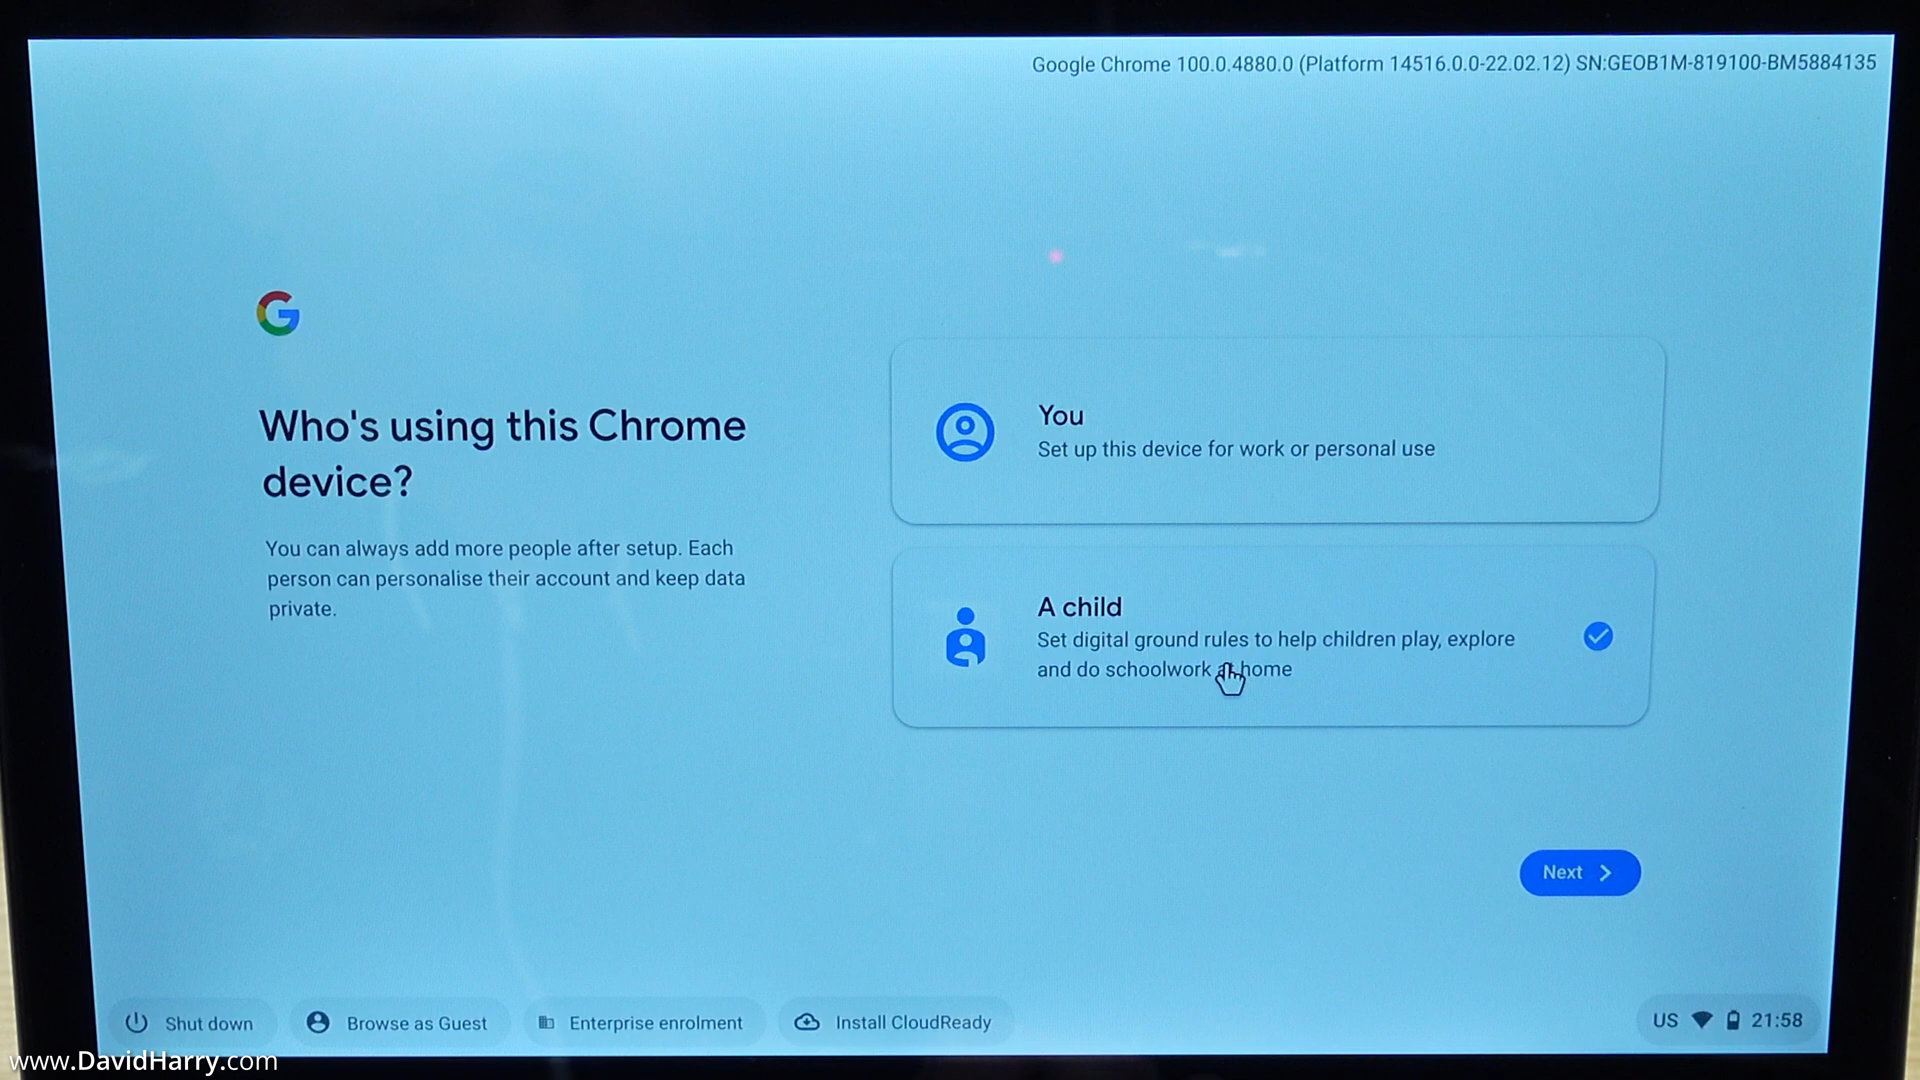 Google Chrome 100.0.4880.0 (Platform 14516.0.0-22.02.12) SN:GEOB1M-819100-BM5884135
Who's using this Chrome
device?
You can always add more people after setup. Each
person can personalise their account and keep data
private.
You
Set up this device for work or personal use
A child
Set digital ground rules to help children play, explore
and do schoolwork at home
Next
Shut down
Browse as Guest
Enterprise enrolment
Install CloudReady
US
21:58
www.DavidHarry.com